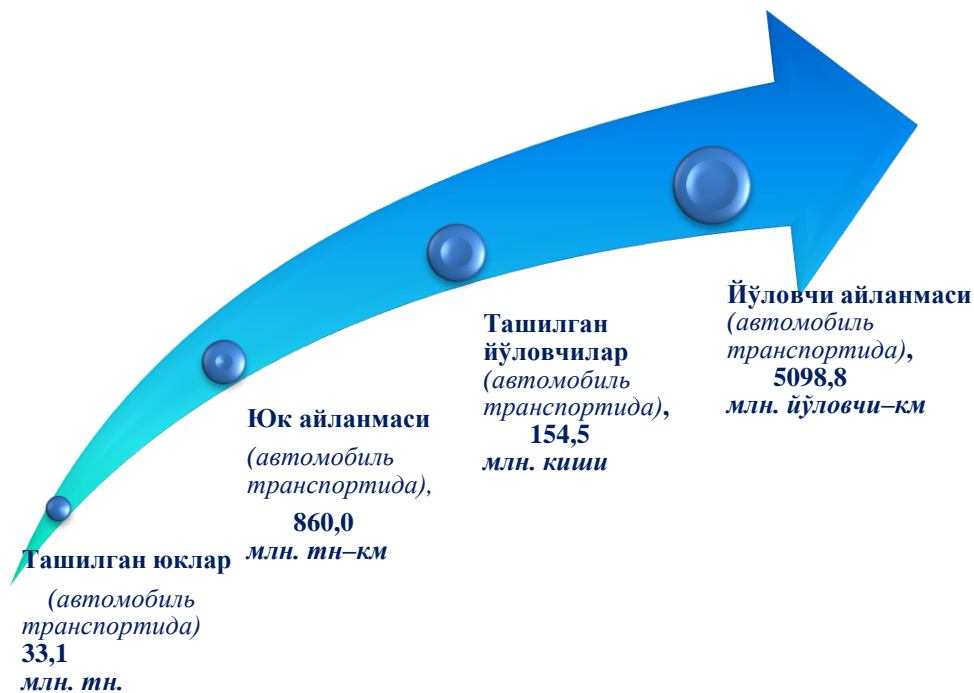 Ташилган юклар
(автомобиль
транспортида)
33,1
млн. тн.
Юк айланмаси
(автомобиль
транспортида),
860,0
млн. тн–км
Ташилган
йўловчилар
(автомобиль
транспортида),
154,5
млн. киши
Йўловчи айланмаси
(автомобиль
транспортида),
5098,8
млн. йўловчи–км